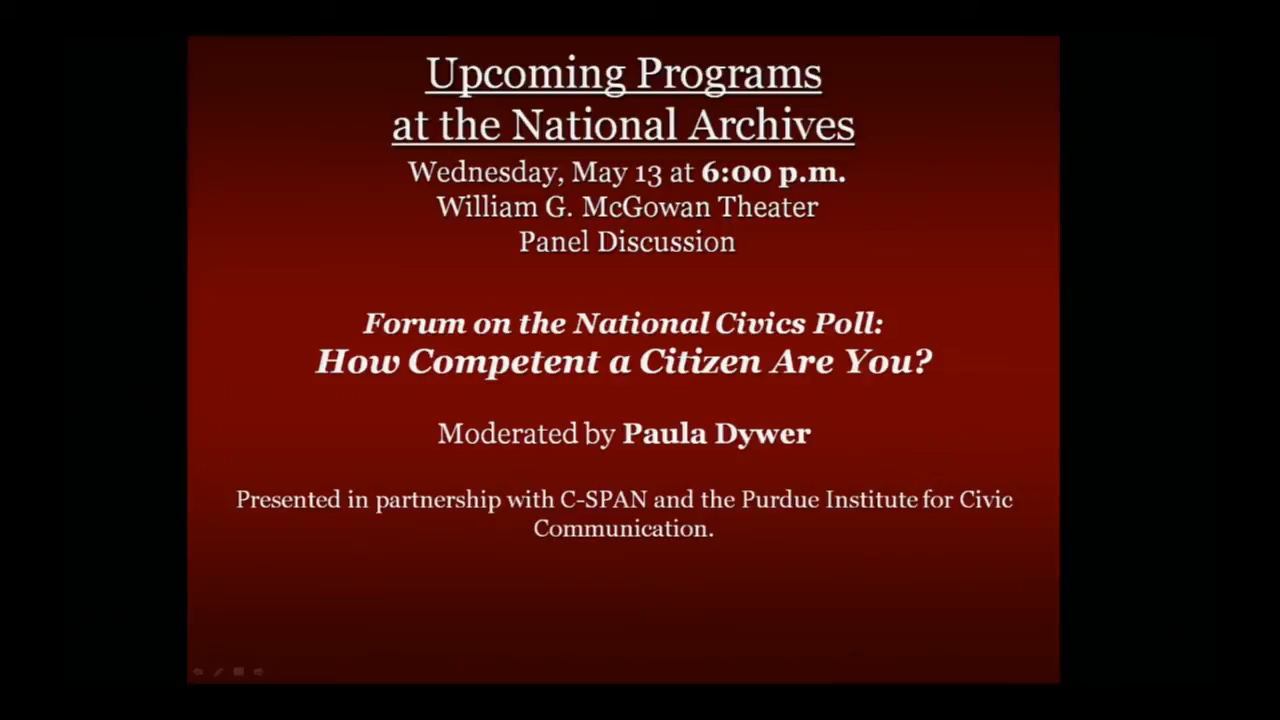 Upcoming Programs
at the National Archives
Wednesday, May 13 at 6:00 p.m.
William G. McGowan Theater
Panel Discussion
Forum on the National Civics Poll:
How Competent a Citizen Are You?
Moderated by Paula Dywer
Presented in partnership with C-SPAN and the Purdue Institute for Civic
Communication.